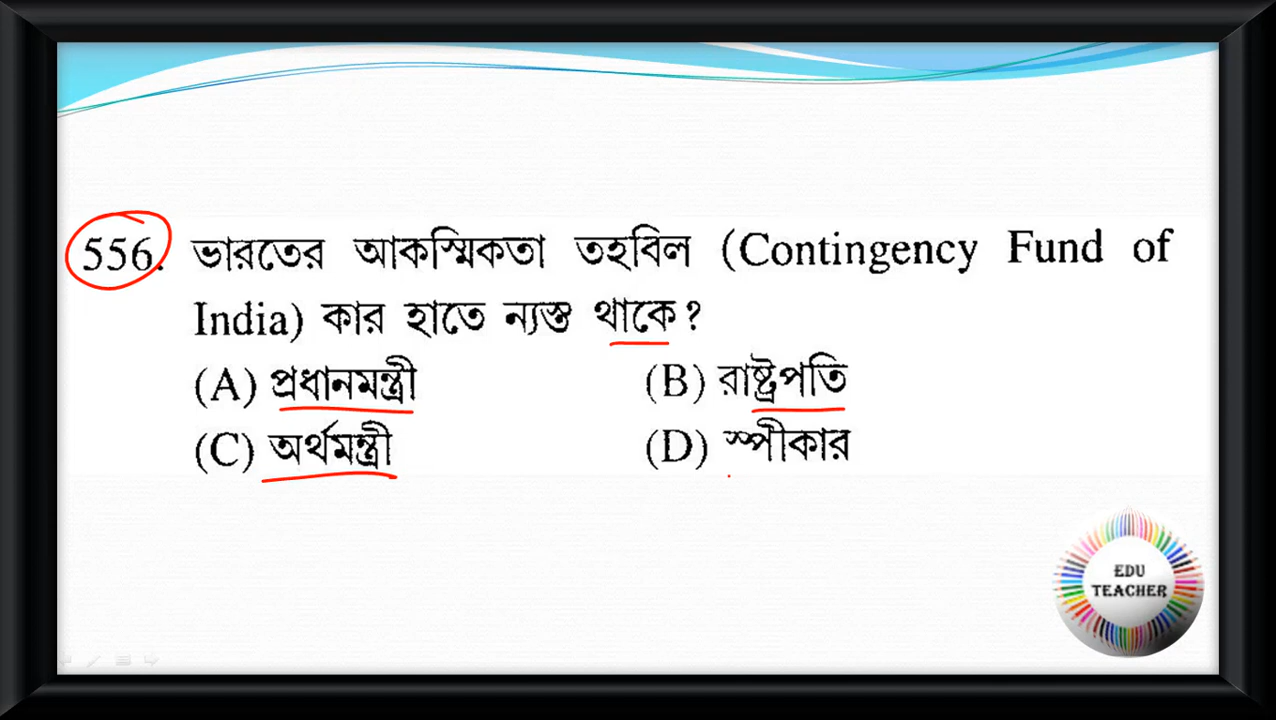 556. ভারতের আকস্মিকতা তহবিল (Contingency Fund of
India) কার হাতে ন্যস্ত থাকে?
(A) প্রধানমন্ত্রী (B) রাষ্ট্রপতি
(C) অর্থমন্ত্রী (D) স্পীকার
EDU
TEACHER